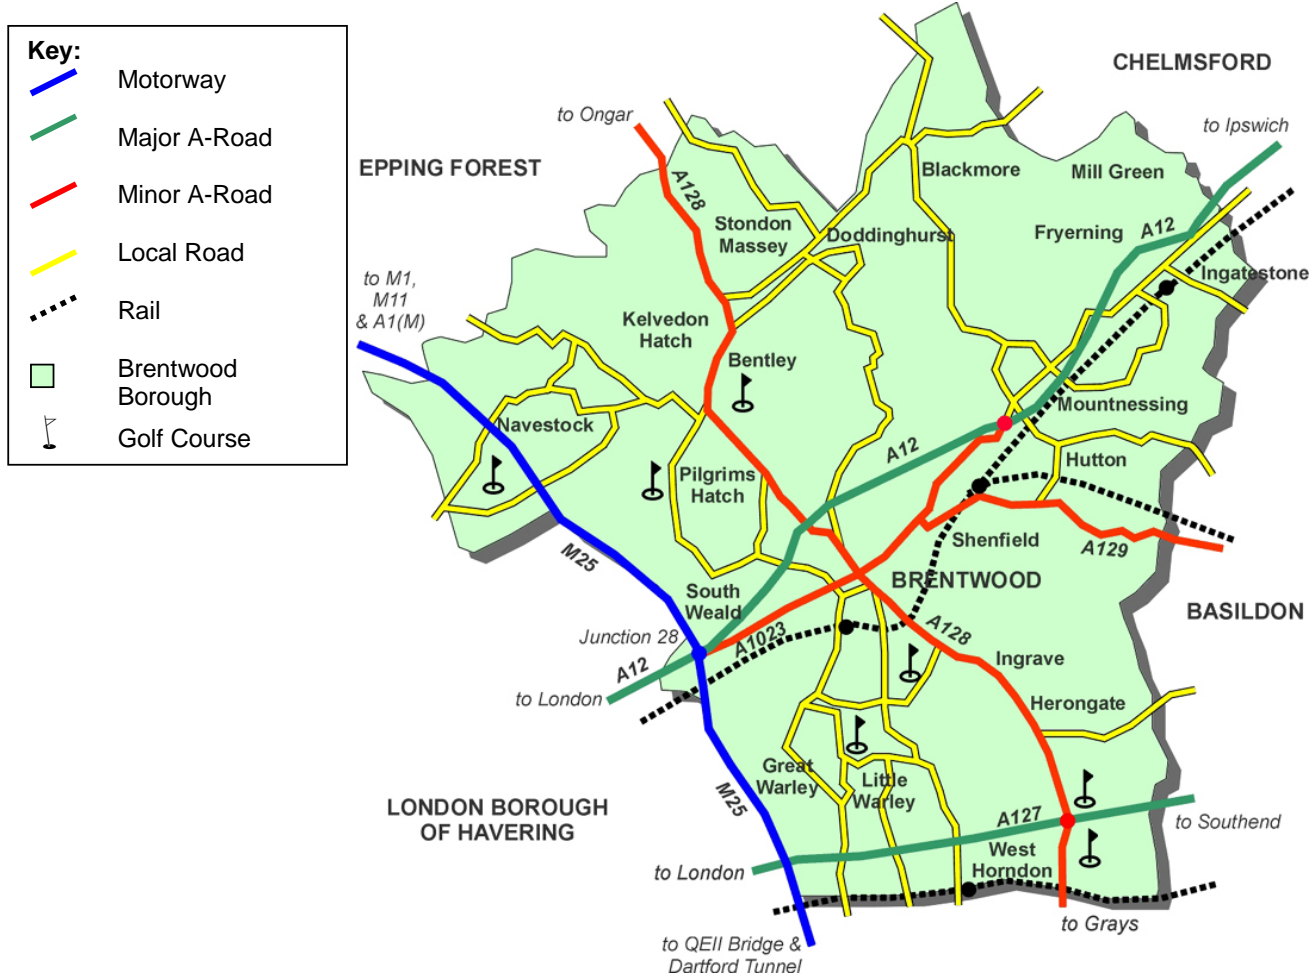 Key:
Motorway
Major A-Road
Minor A-Road
Local Road
Rail
Brentwood
Borough
Golf Course
CHELMSFORD
to Ongar
to Ipswich
EPPING FOREST
Blackmore
Mill Green
A128
Stondon
Massey
Doddinghurst
Fryerning
A12
to M1,
M11
& A1(M)
Ingatestone
Kelvedon
Hatch
Bentley
Navestock
Mountnessing
A12
Pilgrims
Hatch
Hutton
M25
Shenfield
A129
BRENTWOOD
South
Weald
BASILDON
Junction 28
A1023
A128
A12
to London
Ingrave
Herongate
Great
Warley
Little
Warley
M25
LONDON BOROUGH
OF HAVERING
A127
to Southend
West
Horndon
to London
to Grays
to QEII Bridge &
Dartford Tunnel